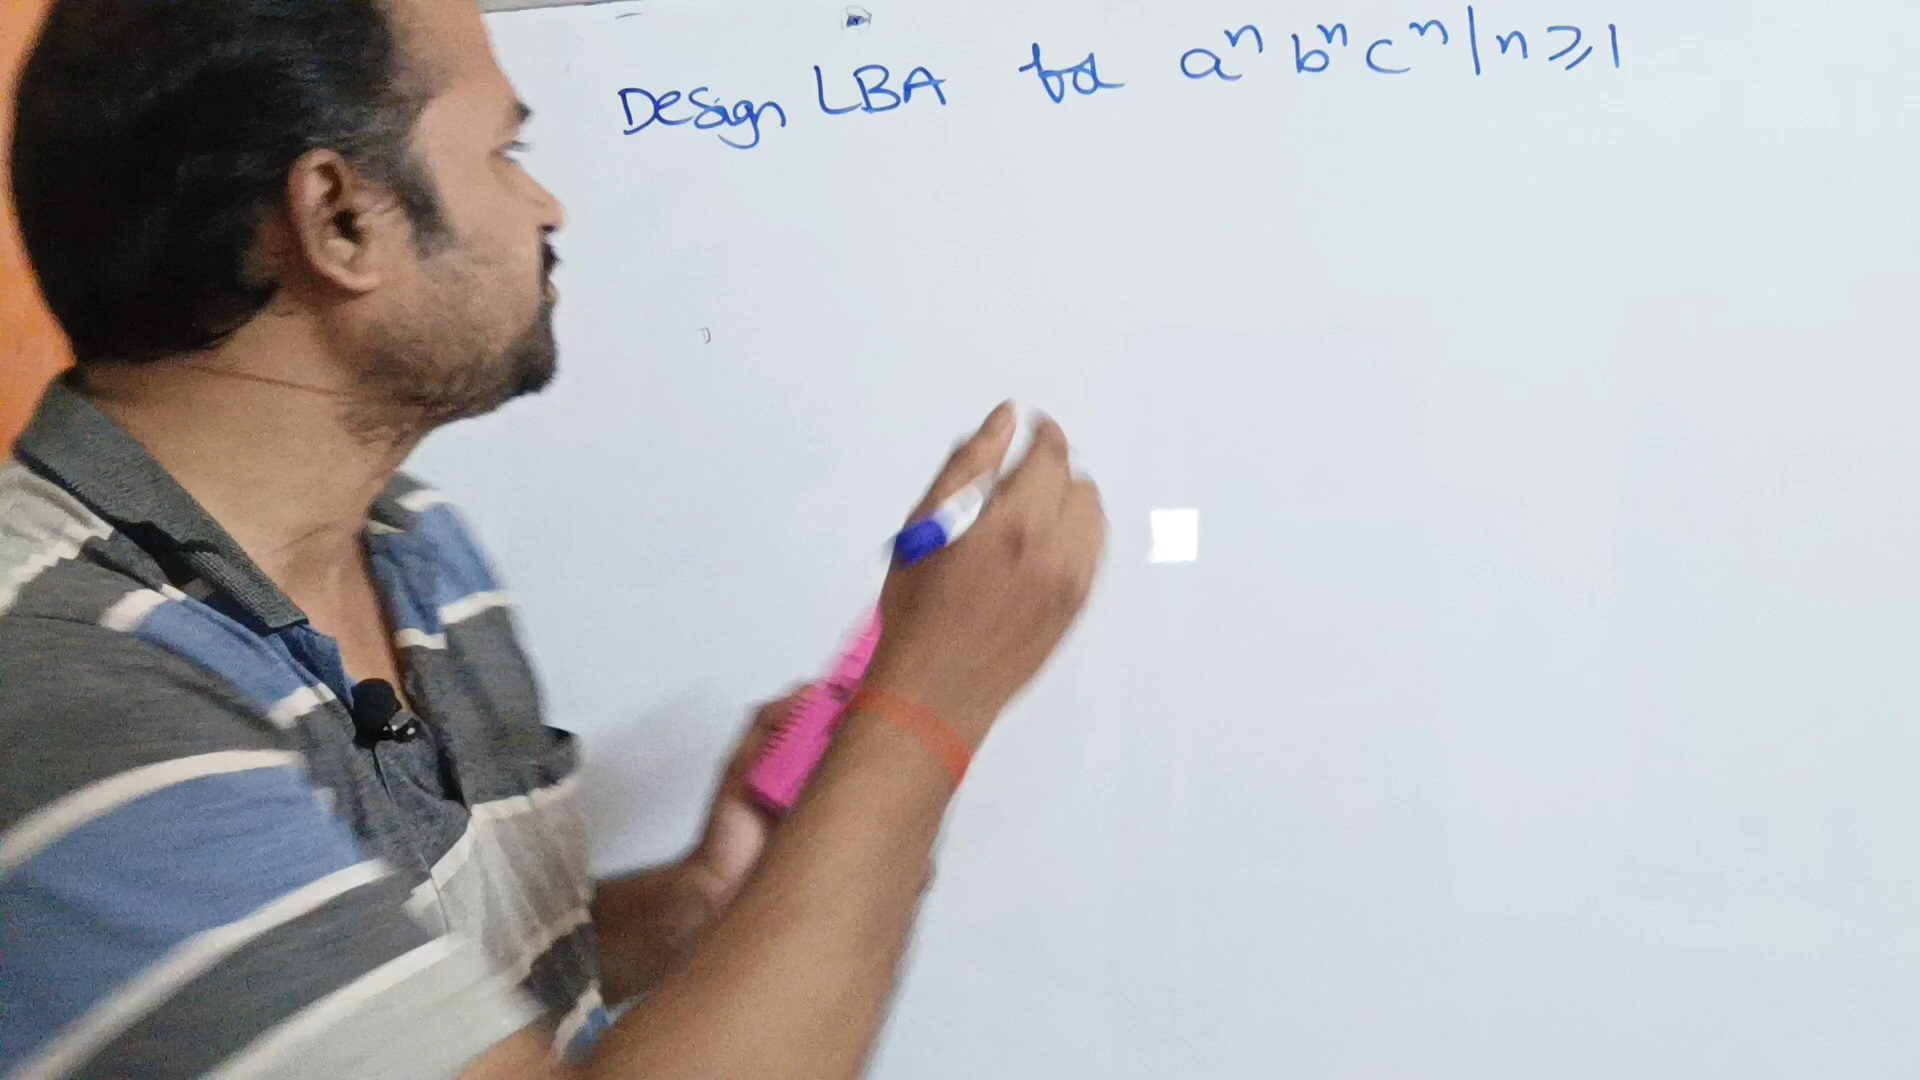 Design LBA for aⁿ bⁿ cⁿ | n ≥ 1